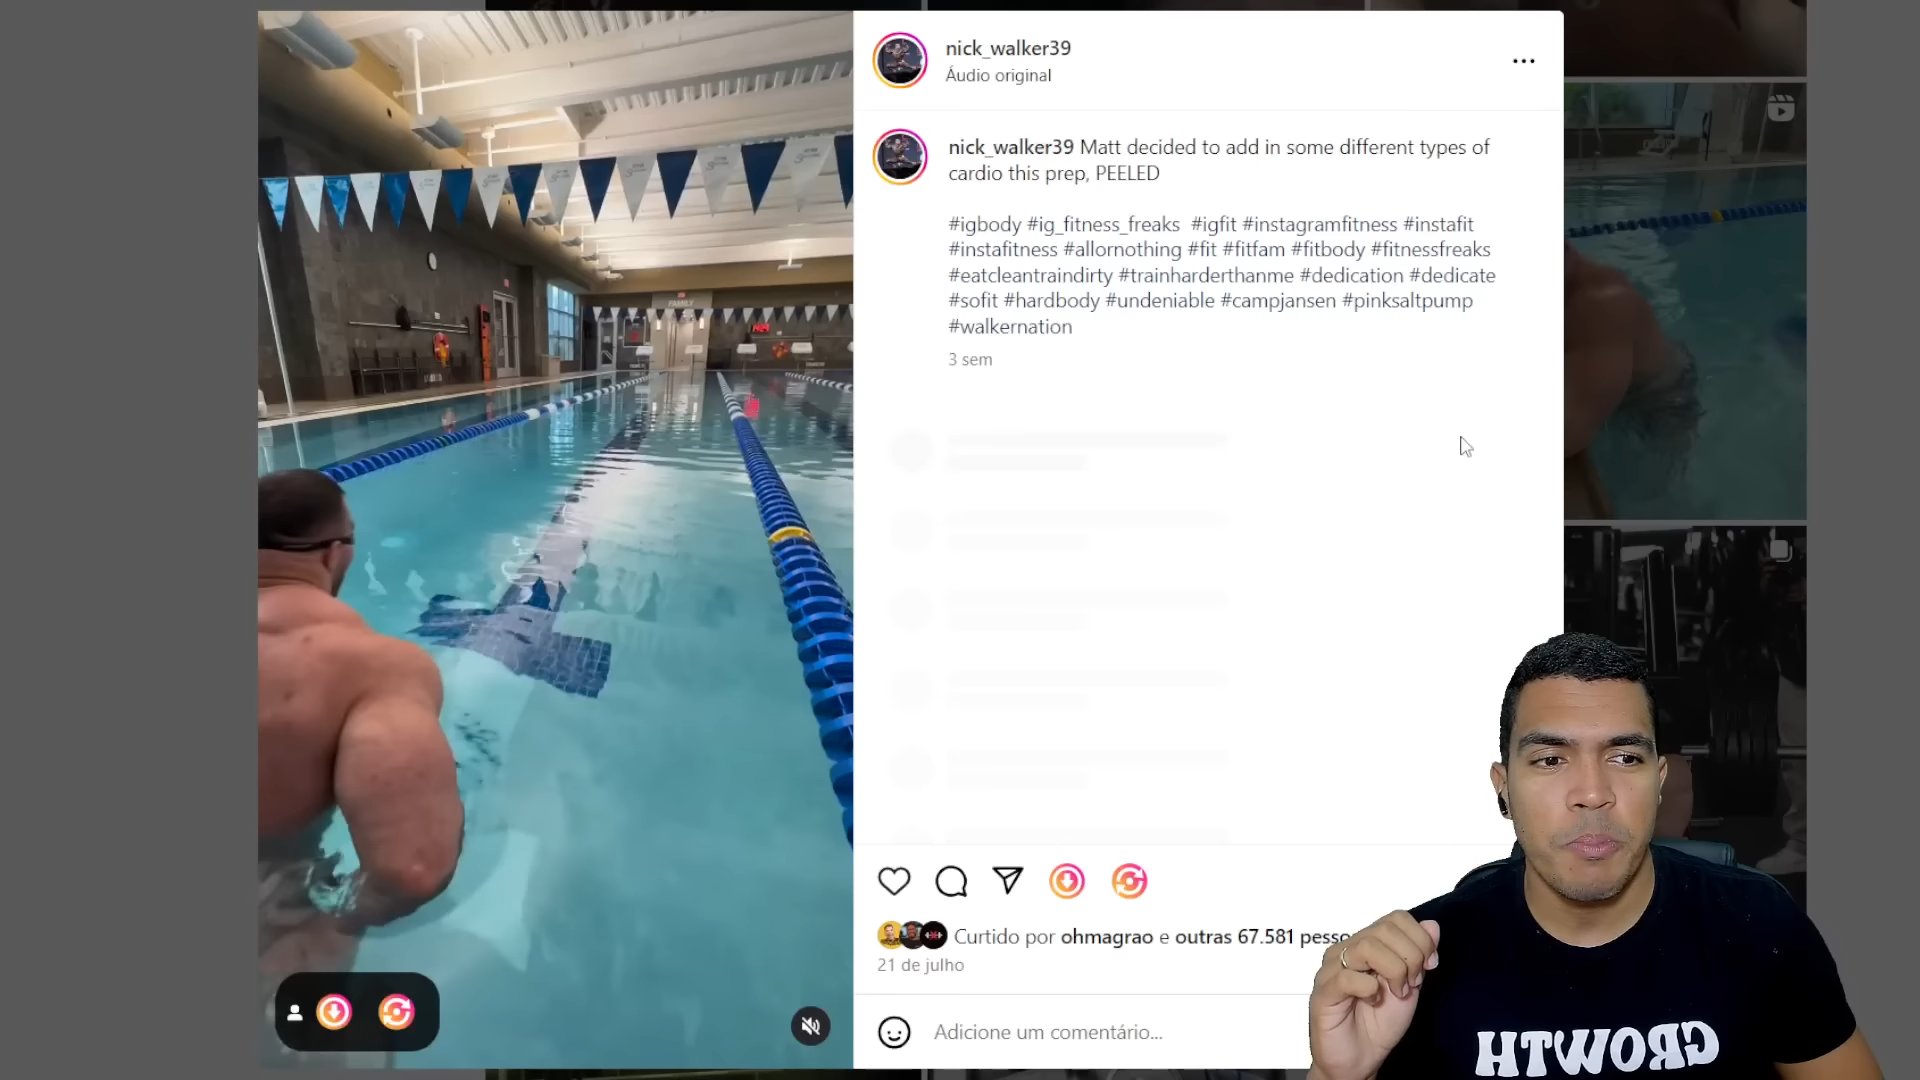 nick_walker39
Áudio original
nick_walker39 Matt decided to add in some different types of
cardio this prep, PEELED
#igbody #ig_fitness_freaks #igfit #instagramfitness #instafit
#instafitness #allornothing #fit #fitfam #fitbody #fitnessfreaks
#eatcleantraindirty #trainharderthanme #dedication #dedicate
#sofit #hardbody #undeniable #campjansen #pinksaltpump
#walkernation
3 sem
FAMILY
Curtido por ohmagrao e outras 67.581 pesso
21 de julho
Adicione um comentário...
GROWTH